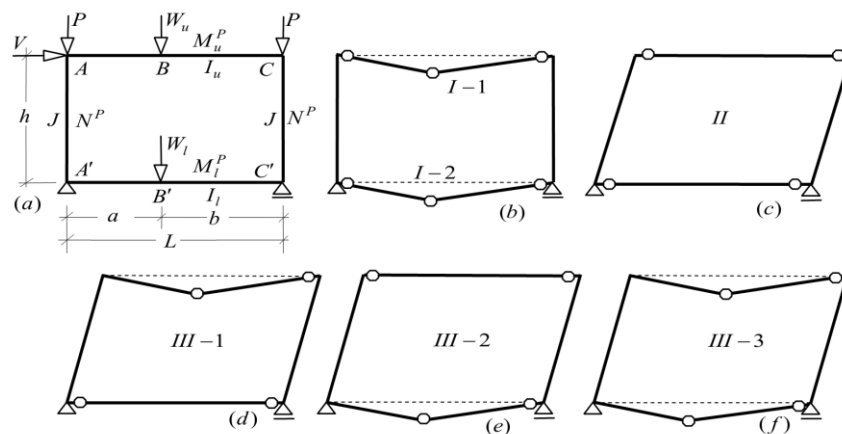 P W_u P
V M_u^P
A B I_u C I-1
h J N^P J N^P II
W_l M_l^P
A' C' I-2
(a) B' I_l (b) (c)
a b
L
III-1 III-2 III-3
(d) (e) (f)